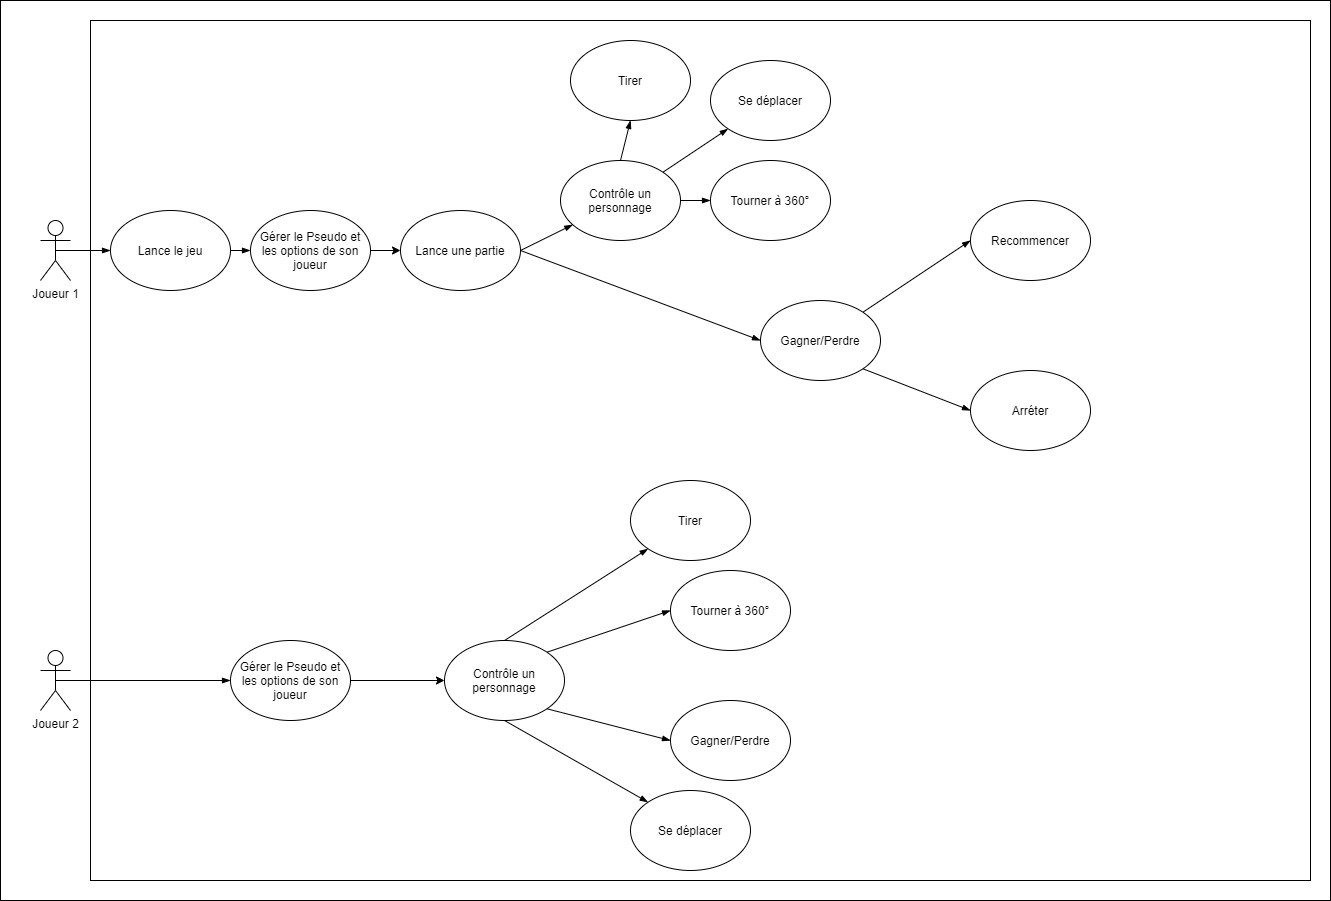 Tirer
Se déplacer
Contrôle un
personnage
Tourner à 360°
Joueur 1
Lance le jeu
Gérer le Pseudo et
les options de son
joueur
Lance une partie
Recommencer
Gagner/Perdre
Arréter
Tirer
Tourner à 360°
Joueur 2
Gérer le Pseudo et
les options de son
joueur
Contrôle un
personnage
Gagner/Perdre
Se déplacer